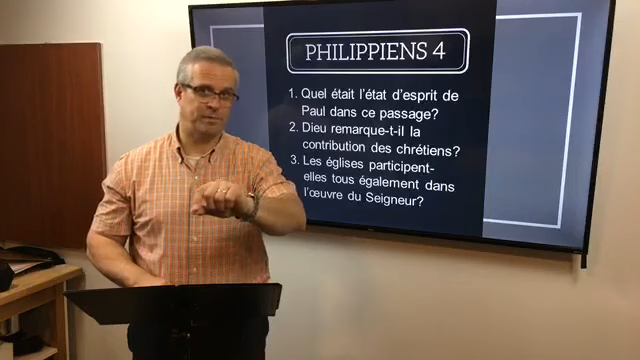 PHILIPPIENS 4
1. Quel était l'état d'esprit de
Paul dans ce passage?
2. Dieu remarque-t-il la
contribution des chrétiens?
3. Les églises participent-
elles tous également dans
l'œuvre du Seigneur?